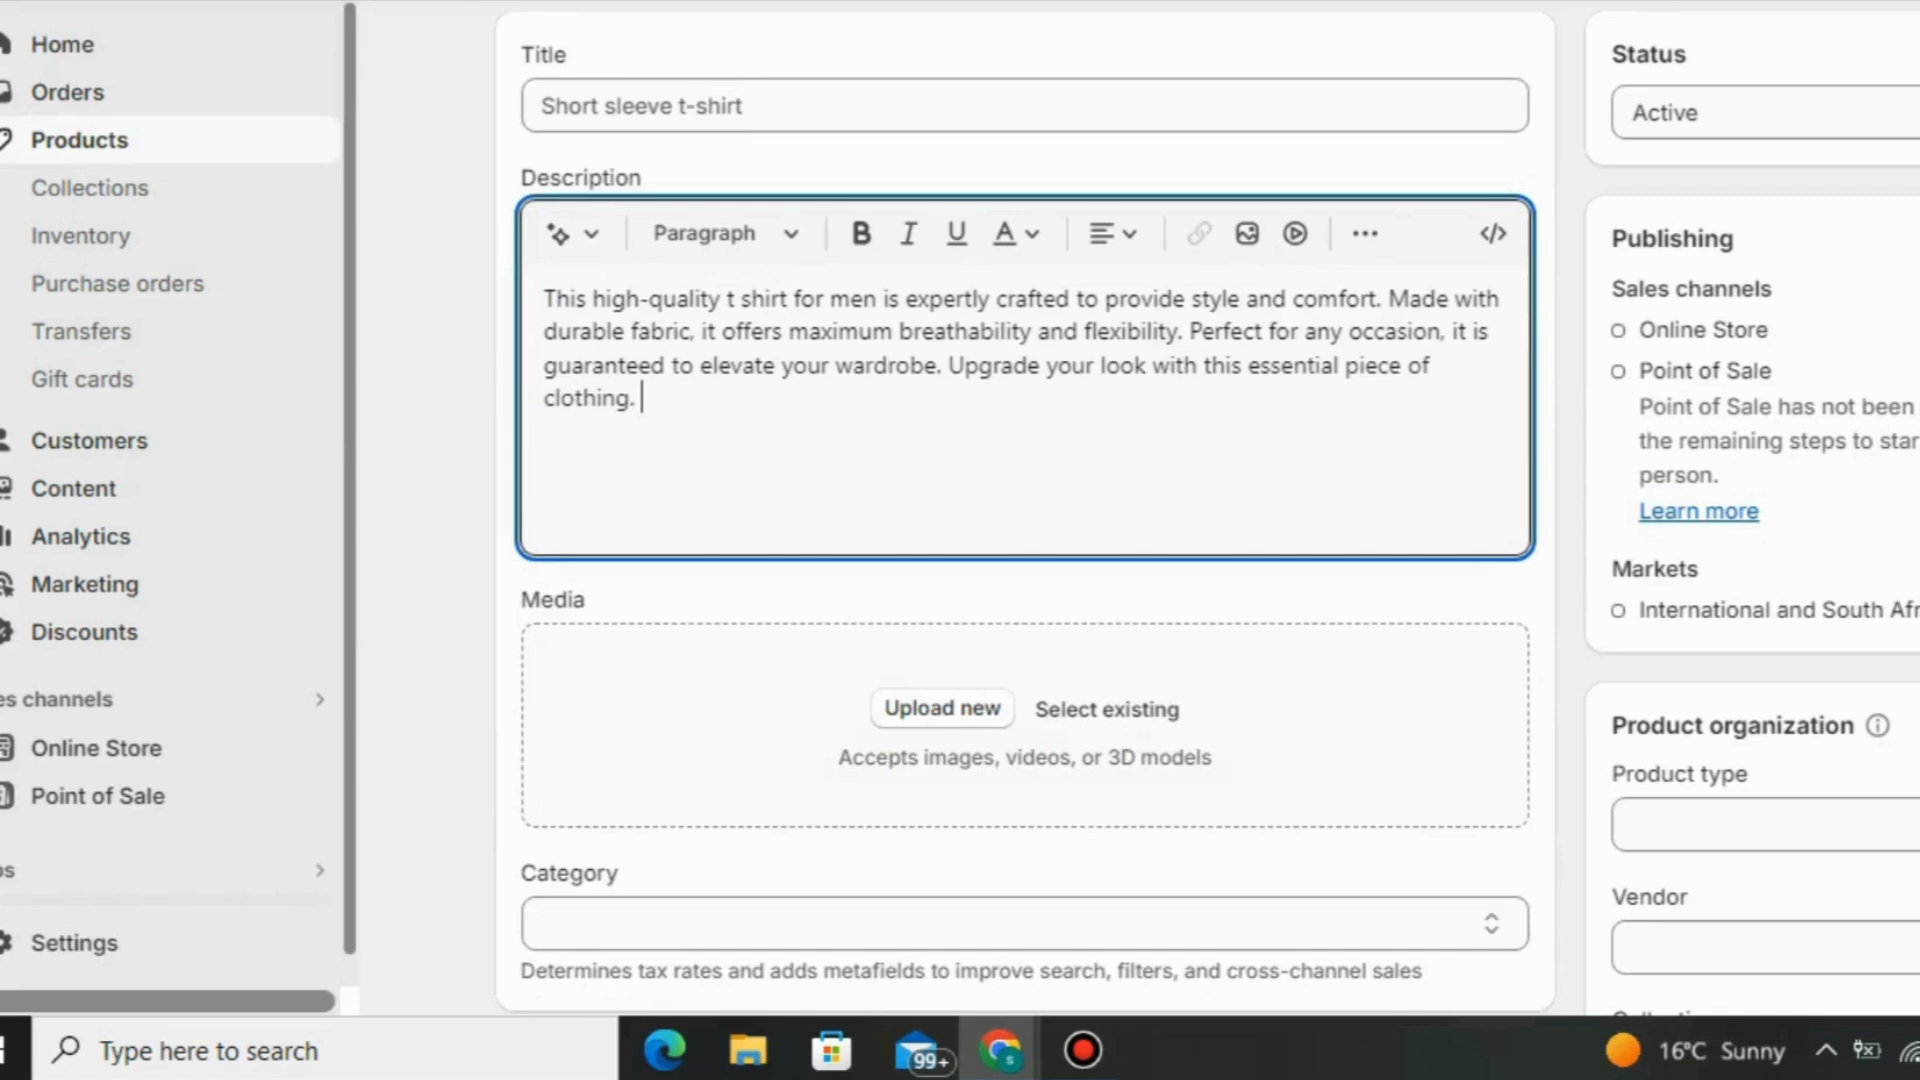 Home
Orders
Products
Collections
Inventory
Purchase orders
Transfers
Gift cards
Customers
Content
Analytics
Marketing
Discounts
es channels
Online Store
Point of Sale
Settings
Title
Short sleeve t-shirt
Description
Paragraph
B I U A
This high-quality t shirt for men is expertly crafted to provide style and comfort. Made with
durable fabric, it offers maximum breathability and flexibility. Perfect for any occasion, it is
guaranteed to elevate your wardrobe. Upgrade your look with this essential piece of
clothing.
Media
Upload new Select existing
Accepts images, videos, or 3D models
Category
Determines tax rates and adds metafields to improve search, filters, and cross-channel sales
Status
Active
Publishing
Sales channels
Online Store
Point of Sale
Point of Sale has not been
the remaining steps to star
person.
Learn more
Markets
International and South Afr
Product organization
Product type
Vendor
Type here to search
99+
s
16°C Sunny